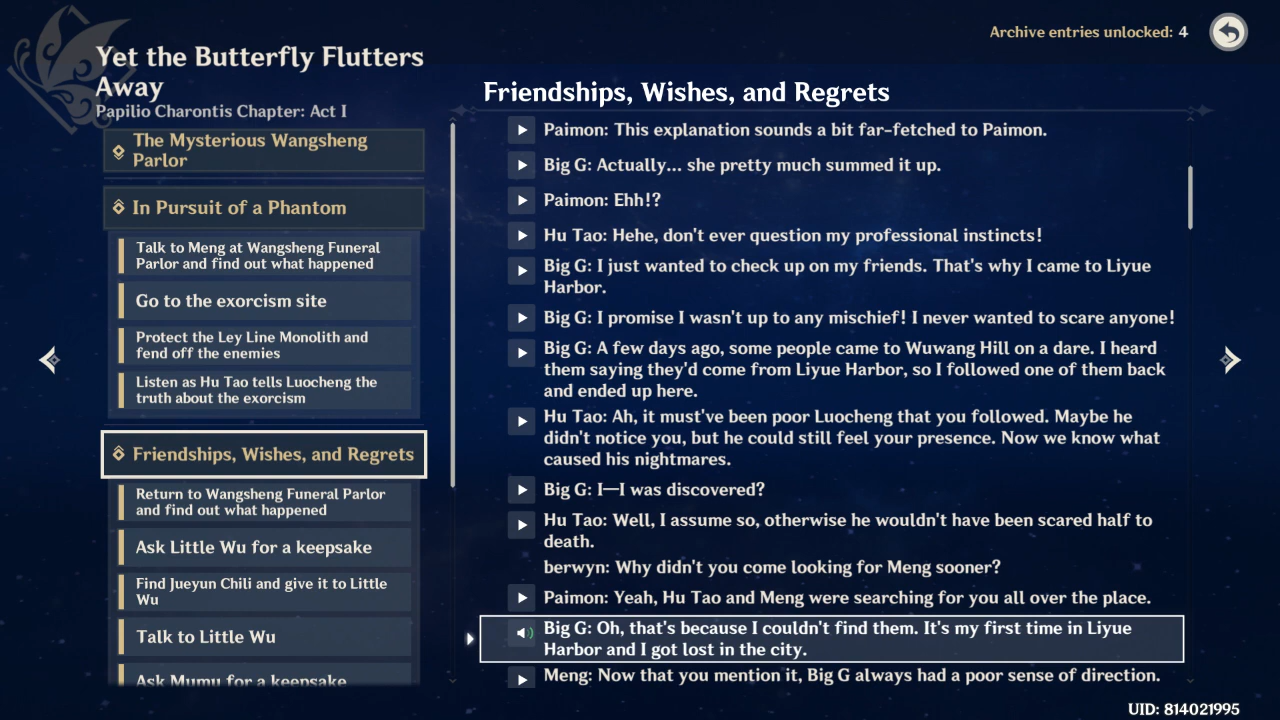 Archive entries unlocked: 4
Yet the Butterfly Flutters
Away
Papilio Charontis Chapter: Act I
The Mysterious Wangsheng
Parlor
In Pursuit of a Phantom
Talk to Meng at Wangsheng Funeral
Parlor and find out what happened
Go to the exorcism site
Protect the Ley Line Monolith and
fend off the enemies
Listen as Hu Tao tells Luocheng the
truth about the exorcism
Friendships, Wishes, and Regrets
Return to Wangsheng Funeral Parlor
and find out what happened
Ask Little Wu for a keepsake
Find Jueyun Chili and give it to Little
Wu
Talk to Little Wu
Ask Mumu for a keepsake
Friendships, Wishes, and Regrets
Paimon: This explanation sounds a bit far-fetched to Paimon.
Big G: Actually... she pretty much summed it up.
Paimon: Ehh!?
Hu Tao: Hehe, don't ever question my professional instincts!
Big G: I just wanted to check up on my friends. That's why I came to Liyue
Harbor.
Big G: I promise I wasn't up to any mischief! I never wanted to scare anyone!
Big G: A few days ago, some people came to Wuwang Hill on a dare. I heard
them saying they'd come from Liyue Harbor, so I followed one of them back
and ended up here.
Hu Tao: Ah, it must've been poor Luocheng that you followed. Maybe he
didn't notice you, but he could still feel your presence. Now we know what
caused his nightmares.
Big G: I—I was discovered?
Hu Tao: Well, I assume so, otherwise he wouldn't have been scared half to
death.
berwyn: Why didn't you come looking for Meng sooner?
Paimon: Yeah, Hu Tao and Meng were searching for you all over the place.
Big G: Oh, that's because I couldn't find them. It's my first time in Liyue
Harbor and I got lost in the city.
Meng: Now that you mention it, Big G always had a poor sense of direction.
UID: 814021995